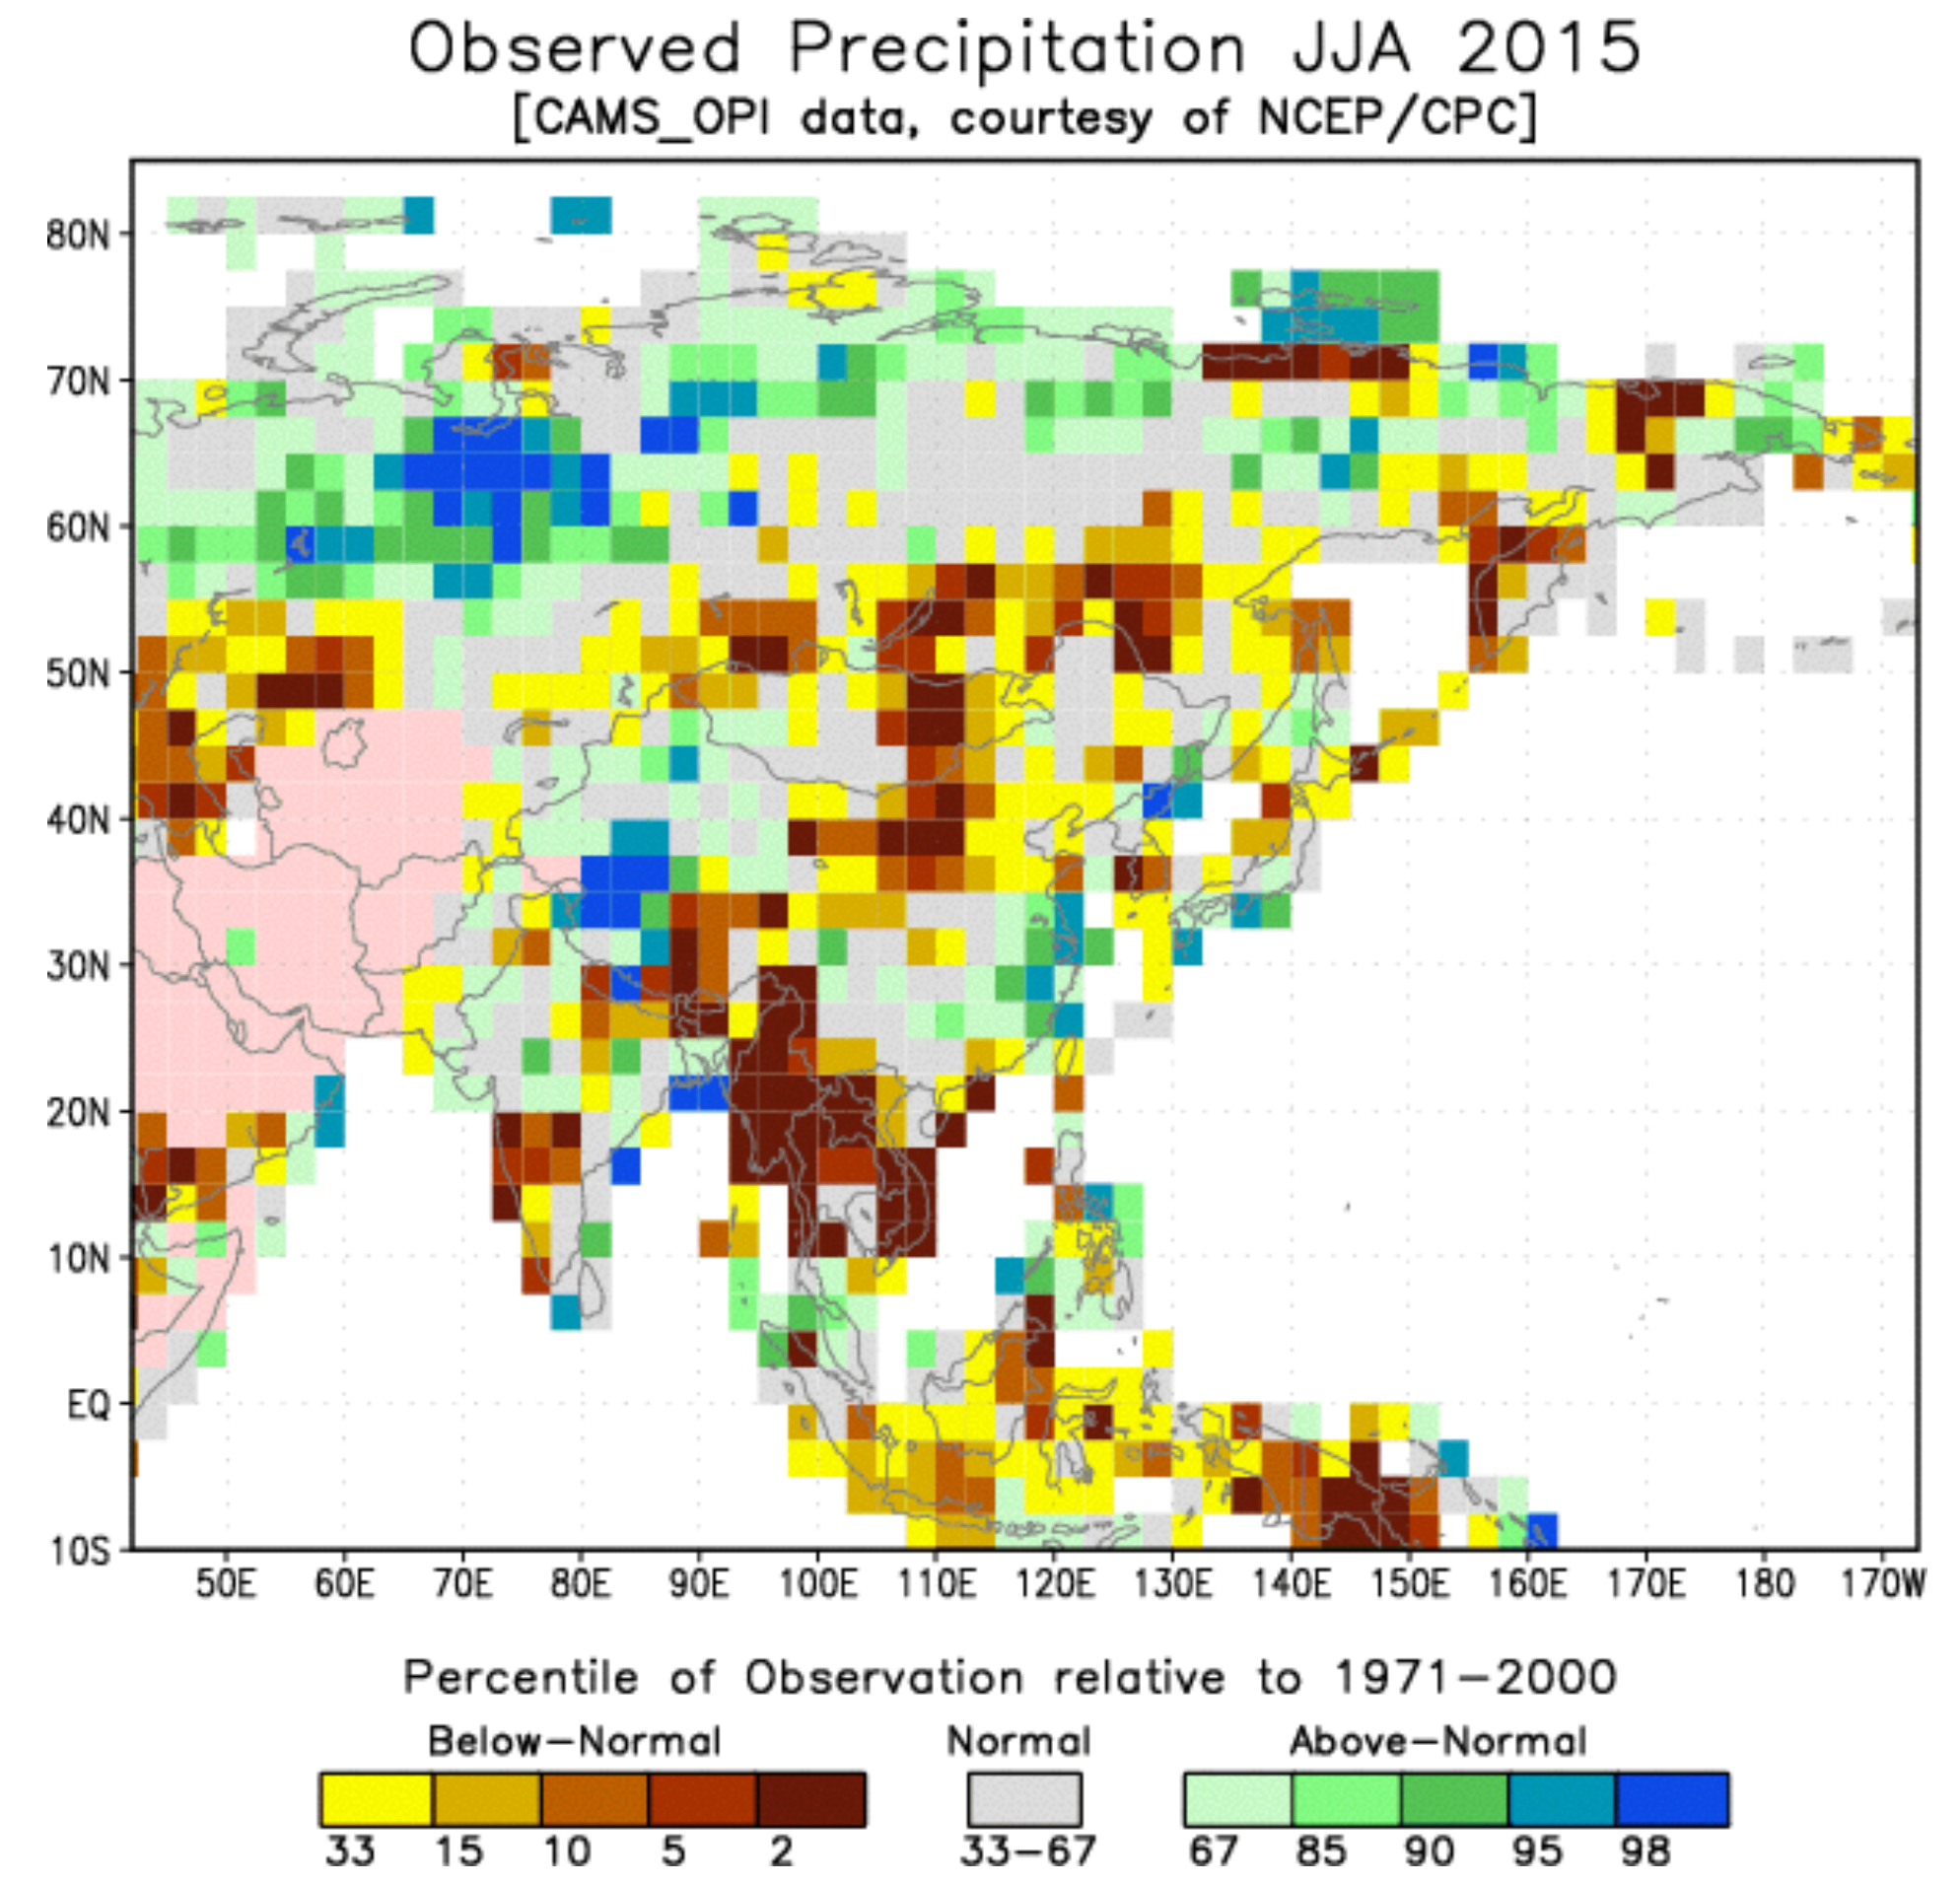 Observed Precipitation JJA 2015
[CAMS_OPI data, courtesy of NCEP/CPC]
80N
70N
60N
50N
40N
30N
20N
10N
EQ
10S
50E 60E 70E 80E 90E 100E 110E 120E 130E 140E 150E 160E 170E 180 170W
Percentile of Observation relative to 1971-2000
Below-Normal Normal Above-Normal
33 15 10 5 2 33-67 67 85 90 95 98